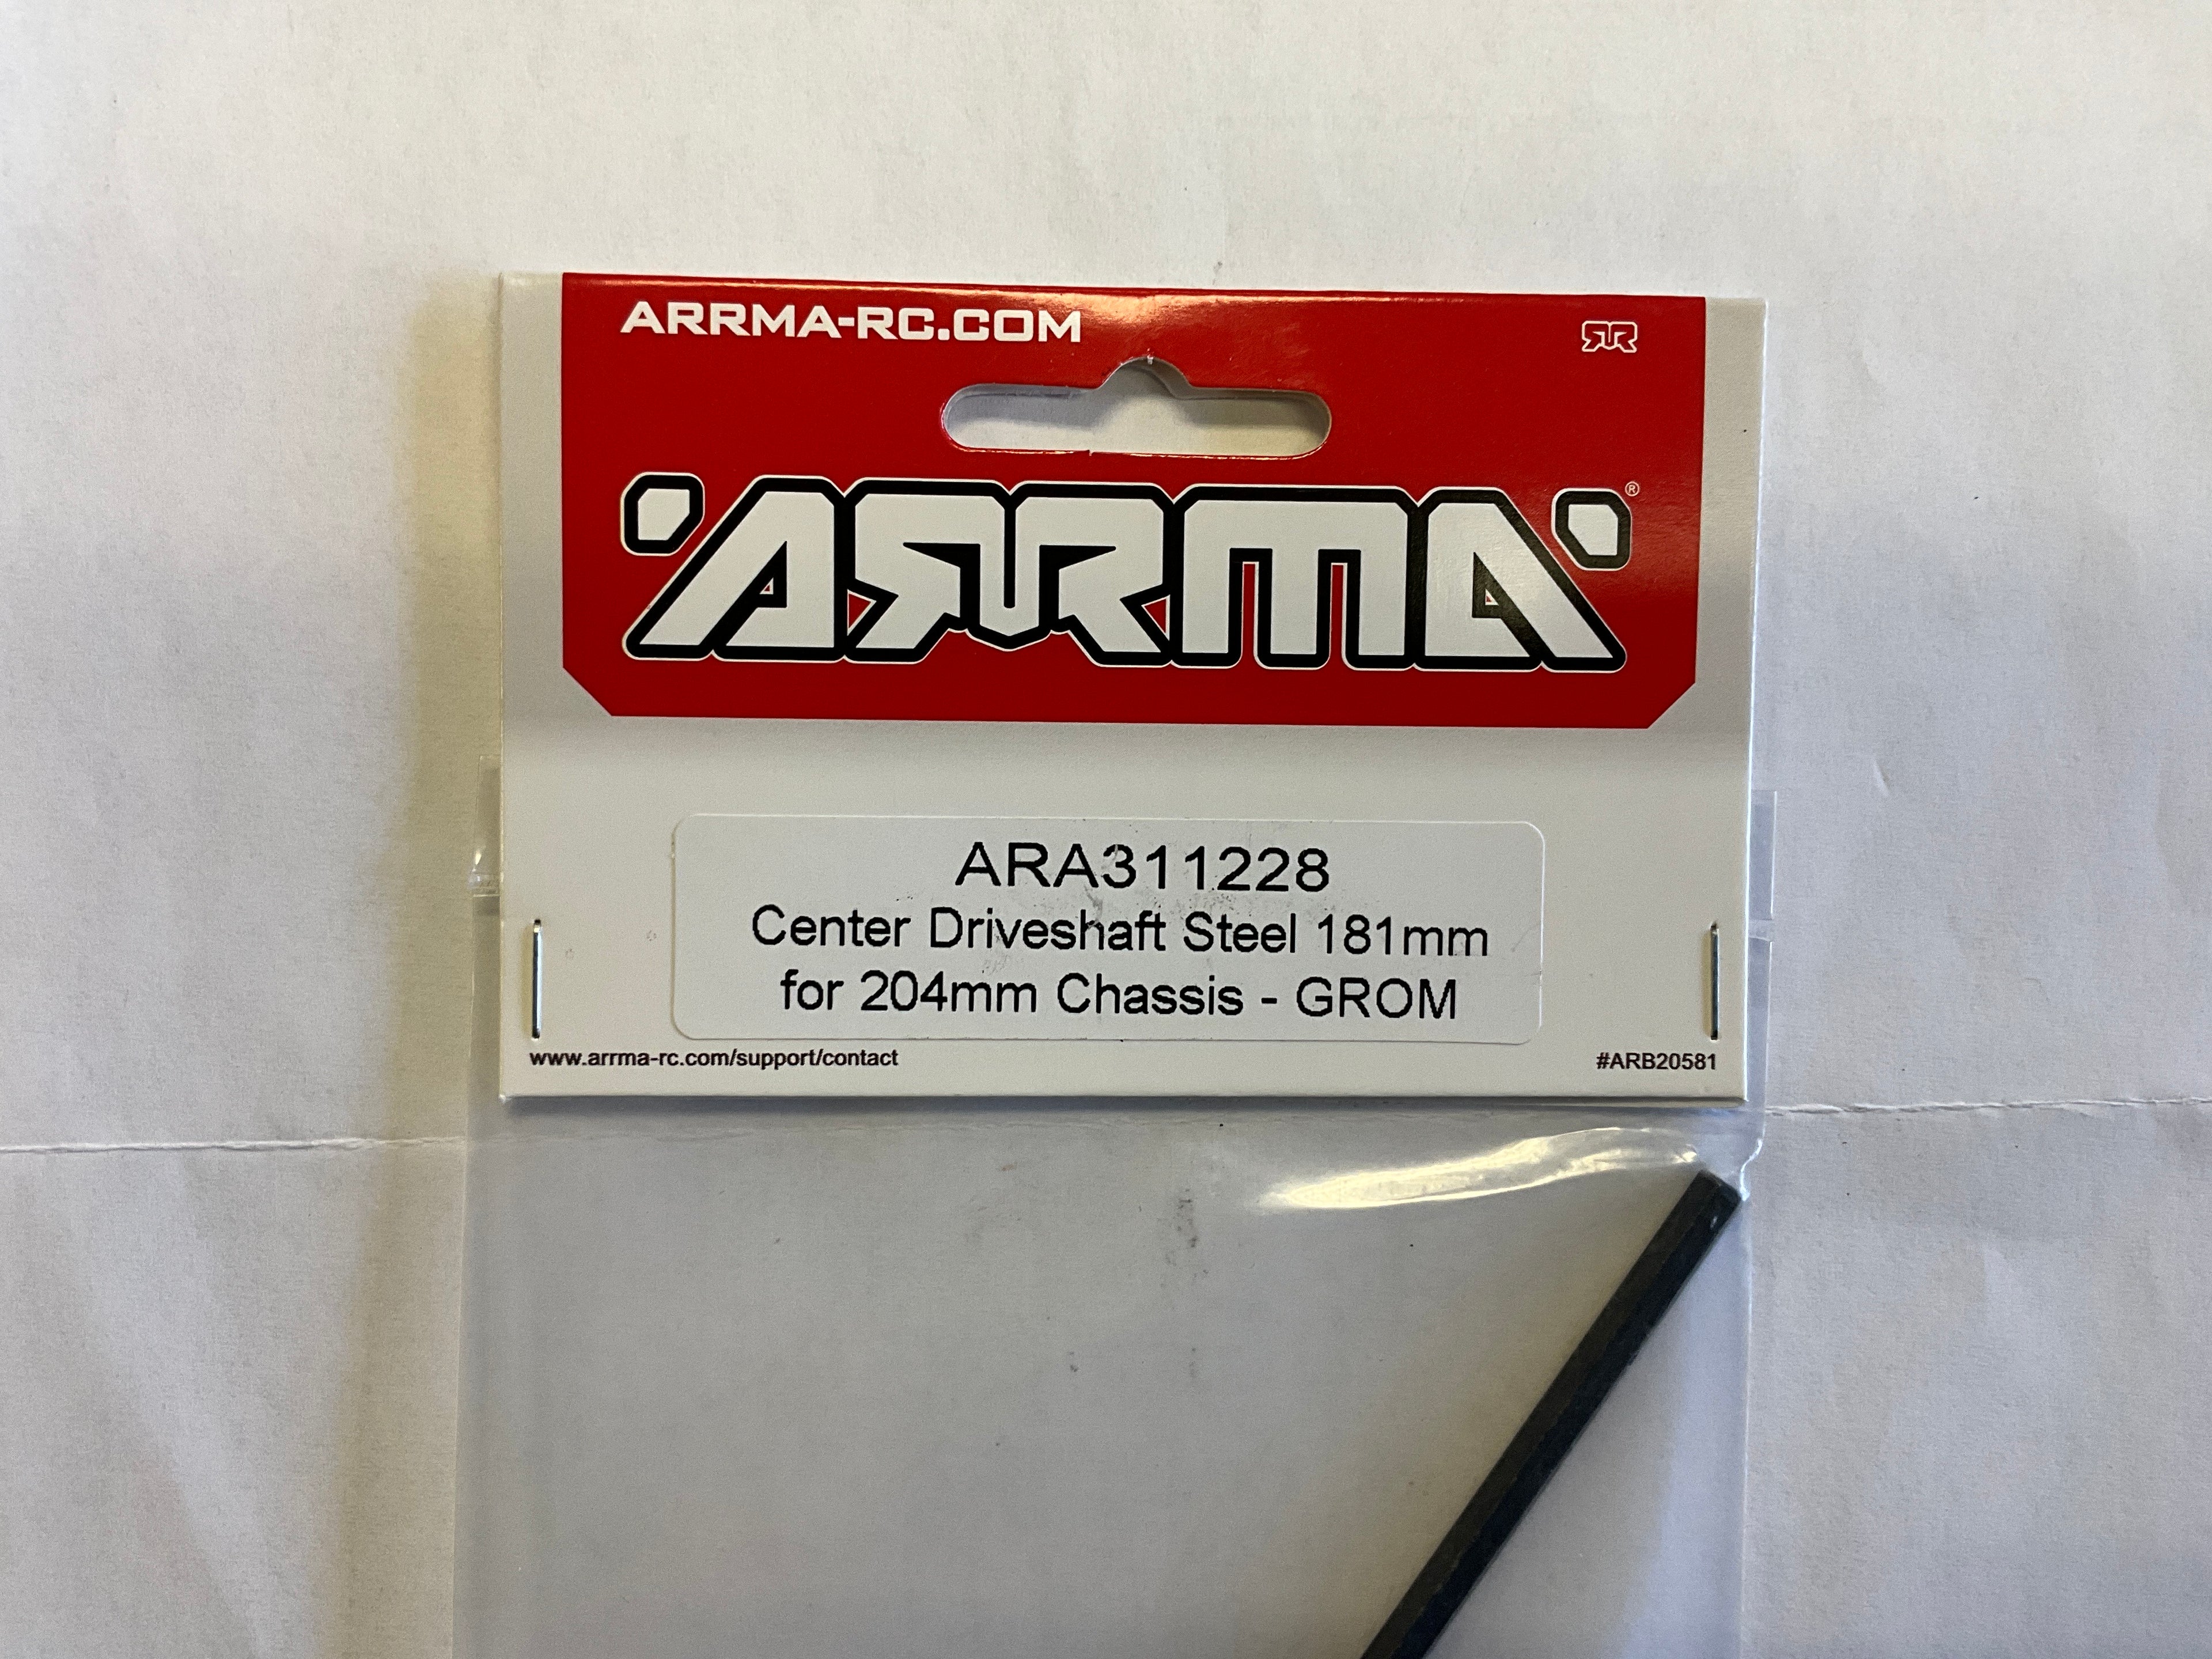 ARRMA-RC.COM
ARRMA®
ARA311228
Center Driveshaft Steel 181mm
for 204mm Chassis - GROM
www.arrma-rc.com/support/contact
#ARB20581